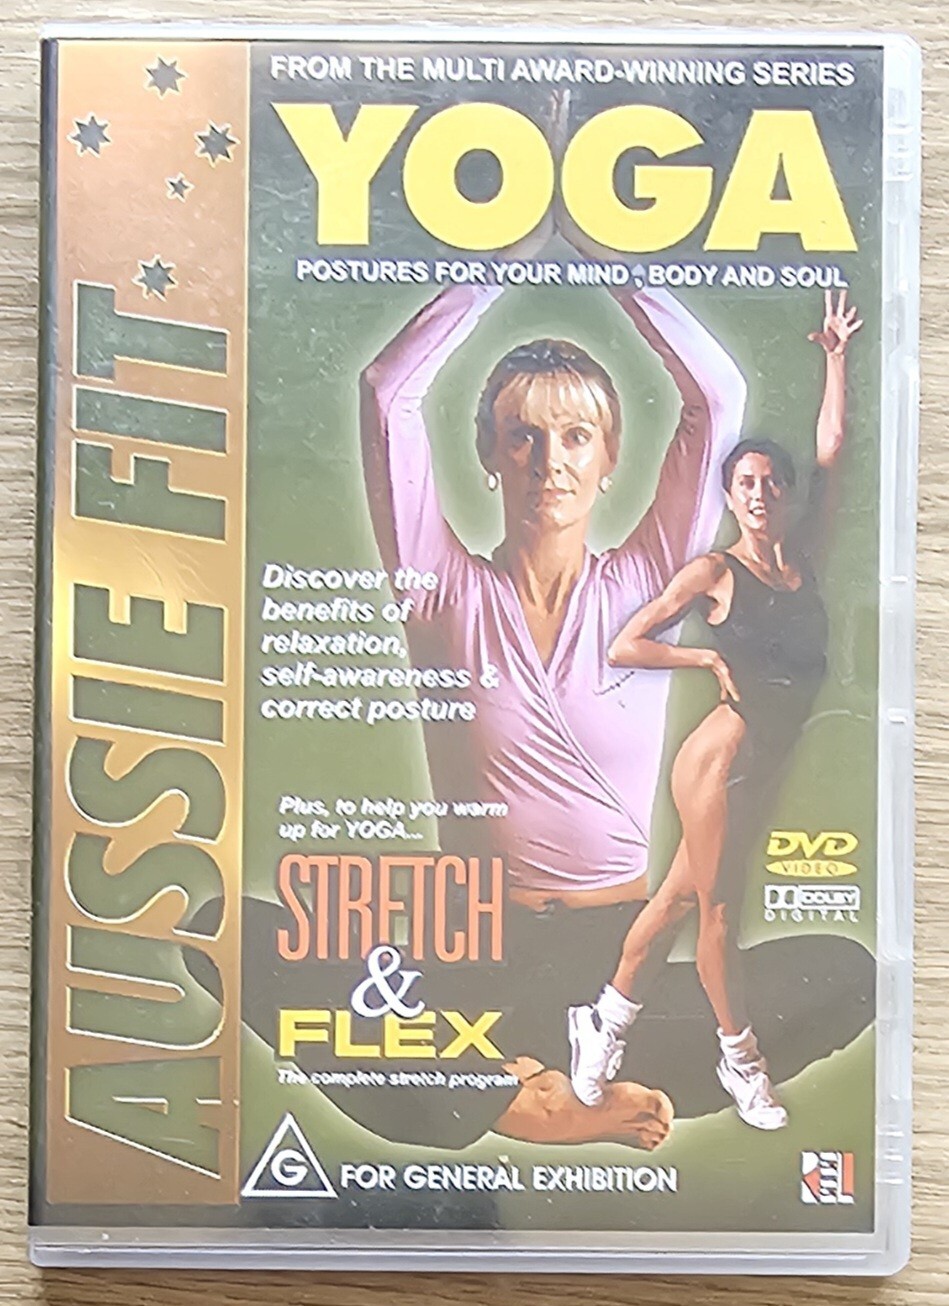 AUSSIE FIT
FROM THE MULTI AWARD-WINNING SERIES
YOGA
POSTURES FOR YOUR MIND, BODY AND SOUL
Discover the
benefits of
relaxation,
self-awareness &
correct posture
Plus, to help you warm
up for YOGA...
STRETCH
&
FLEX
The complete stretch program
DVD
VIDEO
DOLBY
DIGITAL
G FOR GENERAL EXHIBITION
REEL